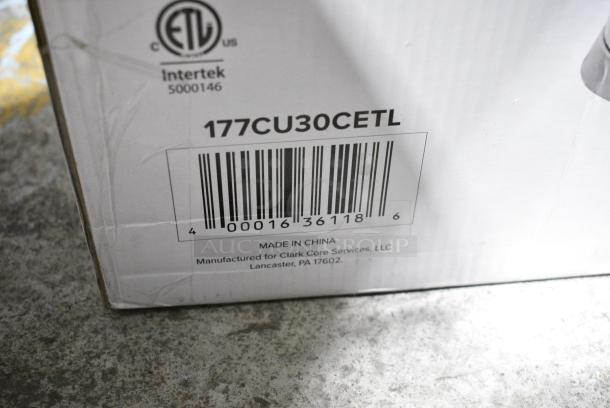 ETL
C US
Intertek
5000146
177CU30CETL
4 00016 36118 6
MADE IN CHINA
Manufactured for Clark Core Services, LLC
Lancaster, PA 17602.